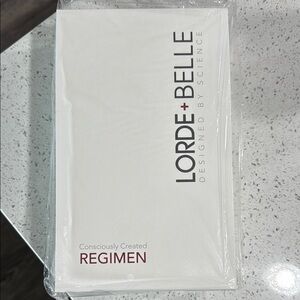 LORDE+BELLE
DESIGNED BY SCIENCE
Consciously Created
REGIMEN